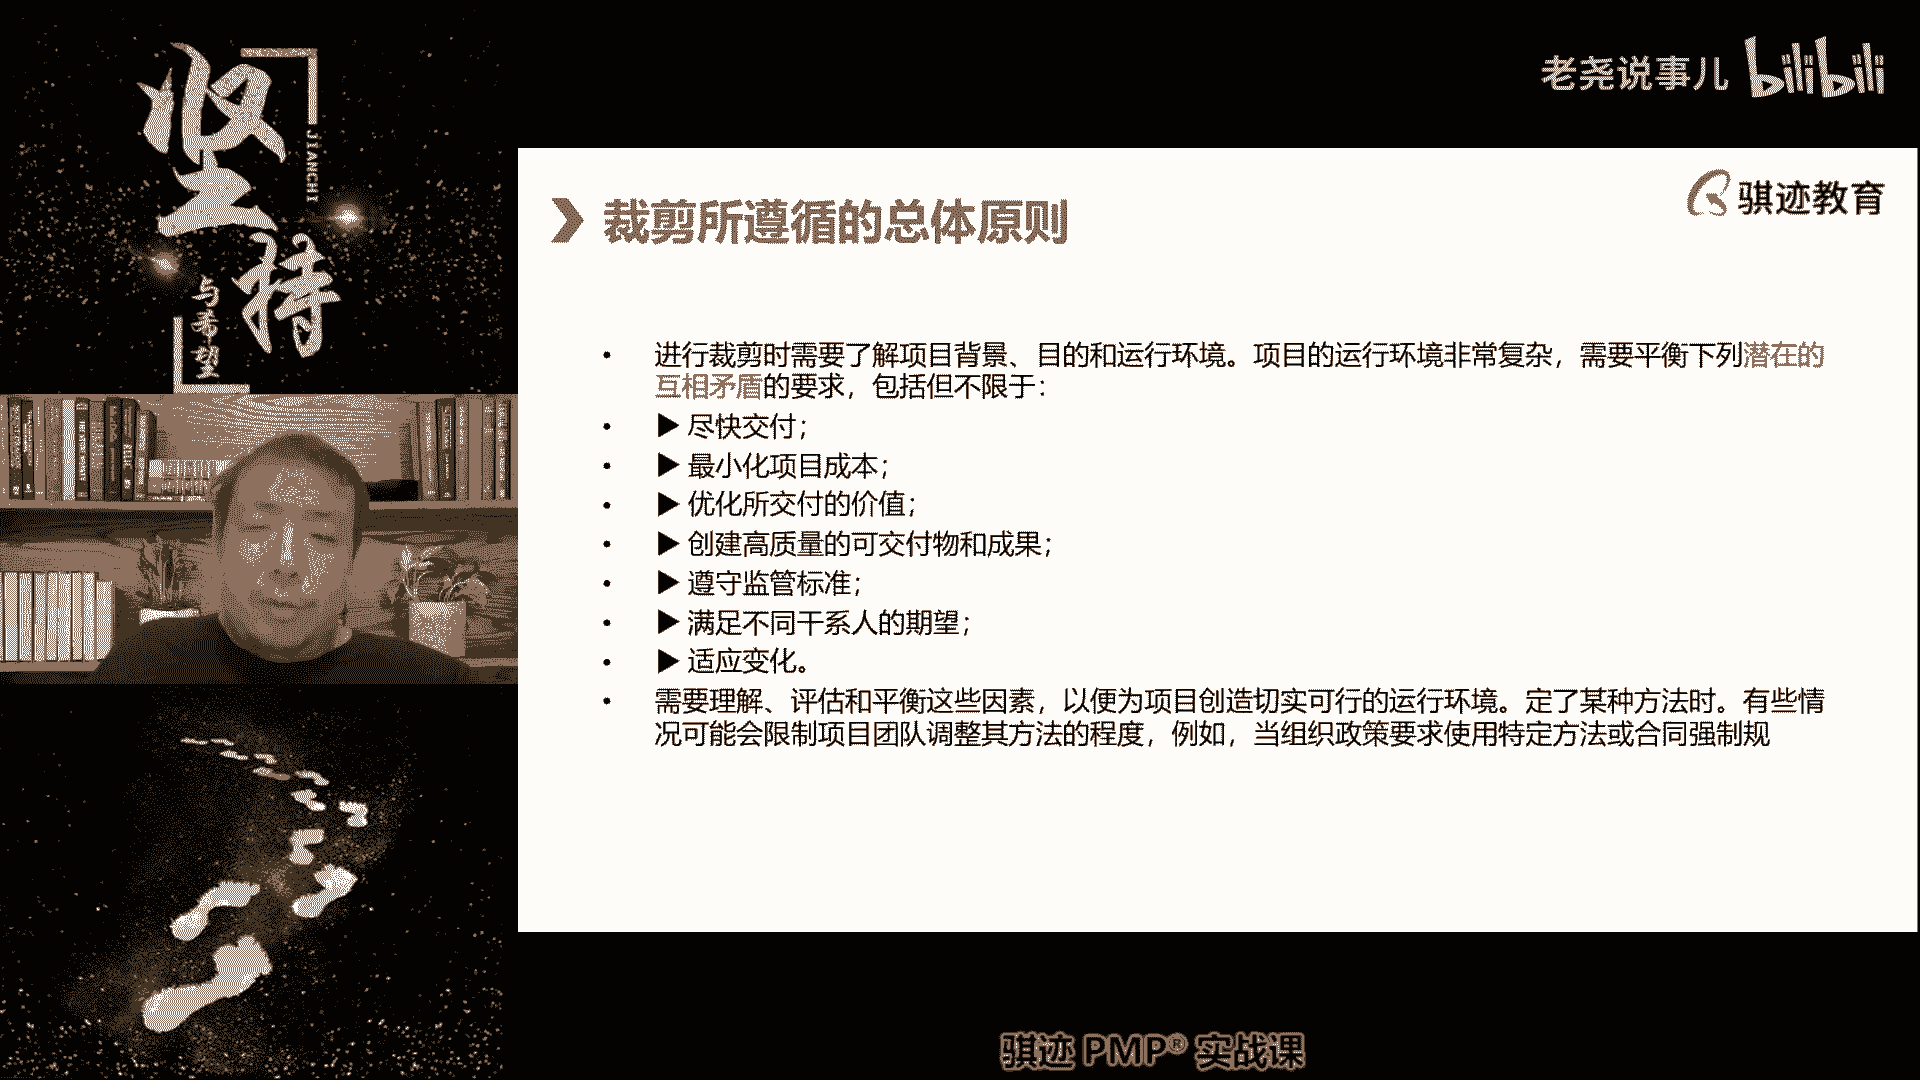 坚持
JIANCHI
与希望
老尧说事儿 bilibili
骐迹教育
裁剪所遵循的总体原则
• 进行裁剪时需要了解项目背景、目的和运行环境。项目的运行环境非常复杂，需要平衡下列潜在的
互相矛盾的要求，包括但不限于：
• ▶ 尽快交付；
• ▶ 最小化项目成本；
• ▶ 优化所交付的价值；
• ▶ 创建高质量的可交付物和成果；
• ▶ 遵守监管标准；
• ▶ 满足不同干系人的期望；
• ▶ 适应变化。
• 需要理解、评估和平衡这些因素，以便为项目创造切实可行的运行环境。定了某种方法时。有些情
况可能会限制项目团队调整其方法的程度，例如，当组织政策要求使用特定方法或合同强制规
骐迹 PMP® 实战课